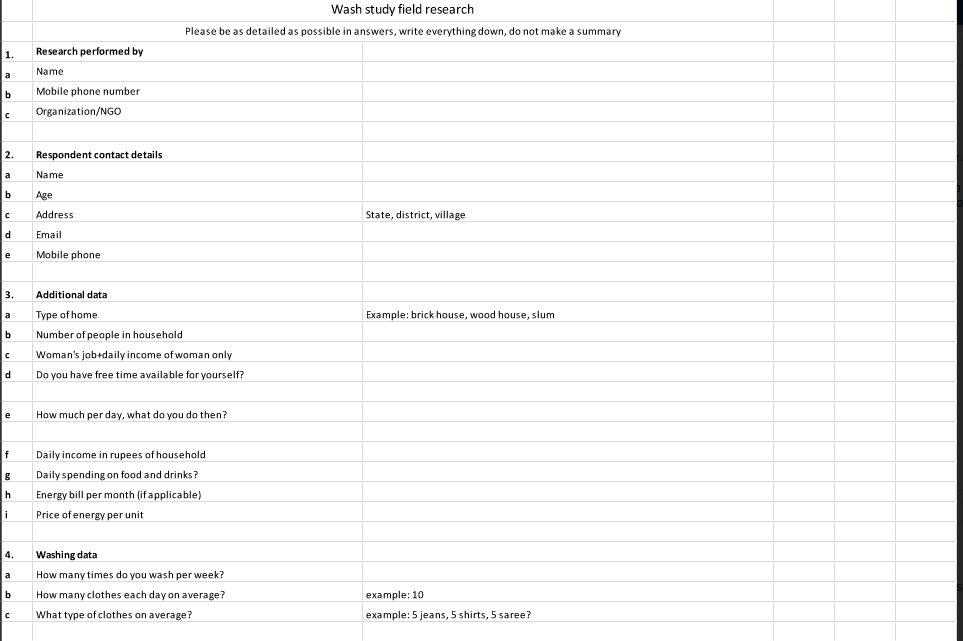 Wash study field research
Please be as detailed as possible in answers, write everything down, do not make a summary
1. Research performed by
a Name
b Mobile phone number
c Organization/NGO
2. Respondent contact details
a Name
b Age
c Address State, district, village
d Email
e Mobile phone
3. Additional data
a Type of home Example: brick house, wood house, slum
b Number of people in household
c Woman's job+daily income of woman only
d Do you have free time available for yourself?
e How much per day, what do you do then?
f Daily income in rupees of household
g Daily spending on food and drinks?
h Energy bill per month (if applicable)
i Price of energy per unit
4. Washing data
a How many times do you wash per week?
b How many clothes each day on average? example: 10
c What type of clothes on average? example: 5 jeans, 5 shirts, 5 saree?